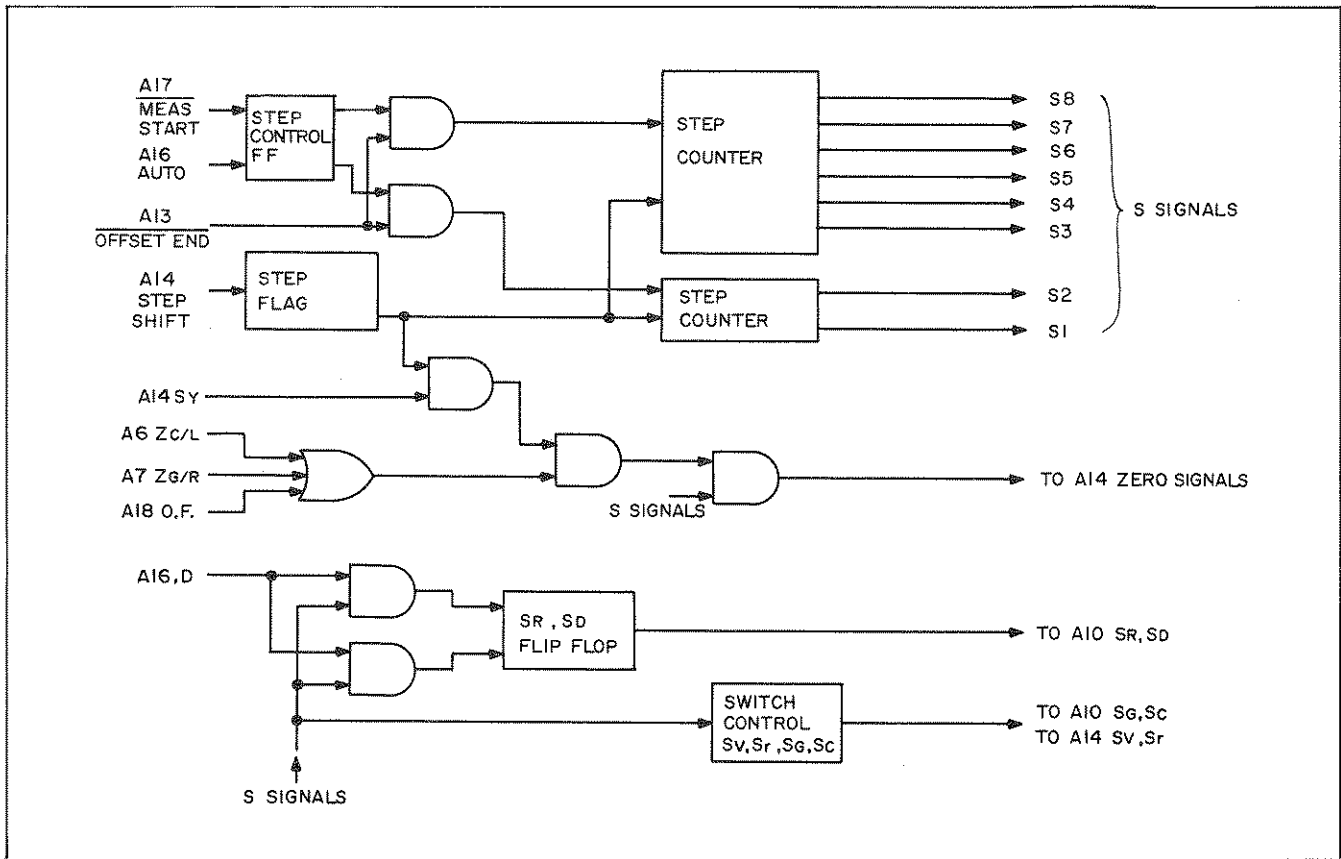 A17
MEAS
START
A16
AUTO
A13
OFFSET END
A14
STEP
SHIFT
STEP
CONTROL
FF
STEP
FLAG
STEP
COUNTER
STEP
COUNTER
S8
S7
S6
S5
S4
S3
S2
S1
S SIGNALS
A14 SY
A6 ZC/L
A7 ZG/R
A18 O.F.
S SIGNALS
TO A14 ZERO SIGNALS
A16,D
SR, SD
FLIP FLOP
TO A10 SR,SD
SWITCH
CONTROL
SV,Sr,SG,SC
TO A10 SG,SC
TO A14 SV,Sr
S SIGNALS